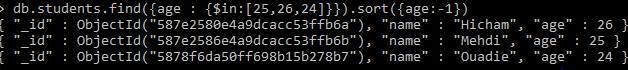 > db.students.find({age : {$in:[25,26,24]}}).sort({age:-1})
{ "_id" : ObjectId("587e2580e4a9dcacc53ffb6a"), "name" : "Hicham", "age" : 26 }
{ "_id" : ObjectId("587e2586e4a9dcacc53ffb6b"), "name" : "Mehdi", "age" : 25 }
{ "_id" : ObjectId("5878f6da50ff698b15b278b7"), "name" : "Ouadie", "age" : 24 }